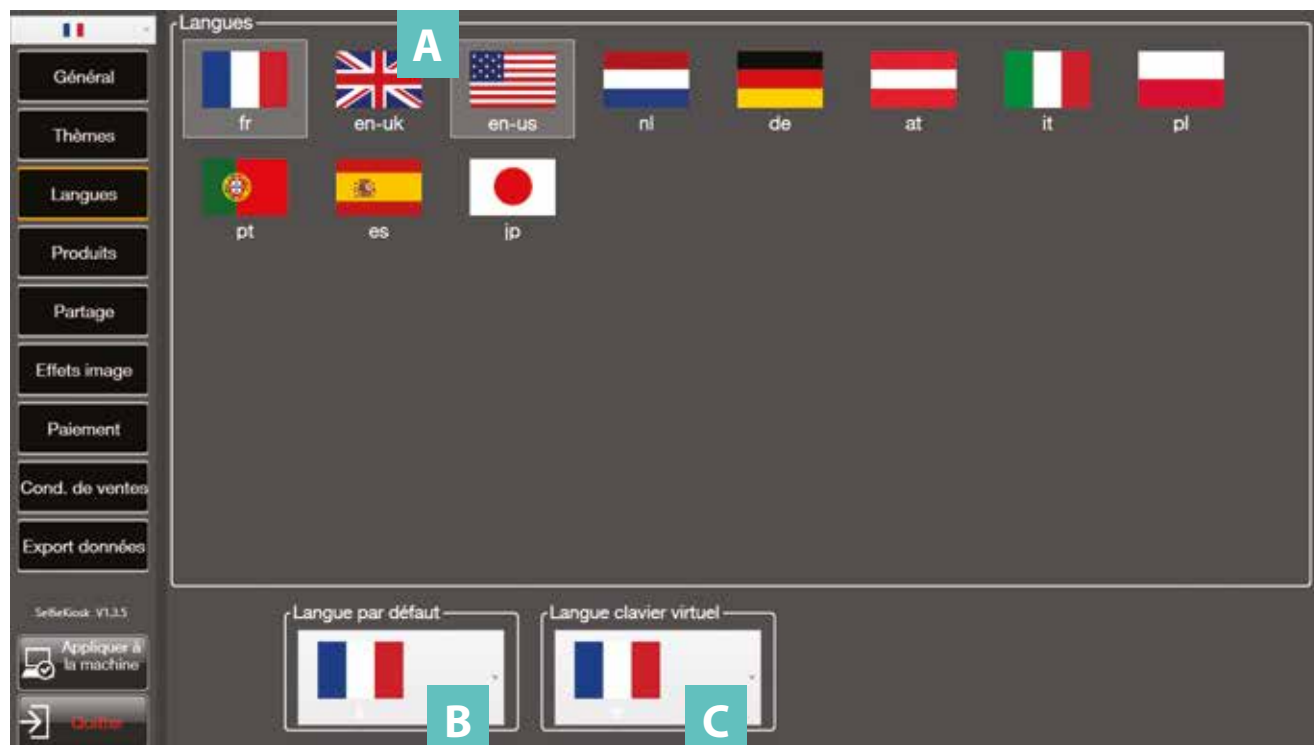 Langues
A
Général
fr
en-uk
en-us
nl
de
at
it
pl
Thèmes
Langues
pt
es
jp
Produits
Partage
Effets image
Paiement
Cond. de ventes
Export données
SelfieKiosk V1.3.5
Langue par défaut
Langue clavier virtuel
Appliquer à
la machine
Quitter
B
C